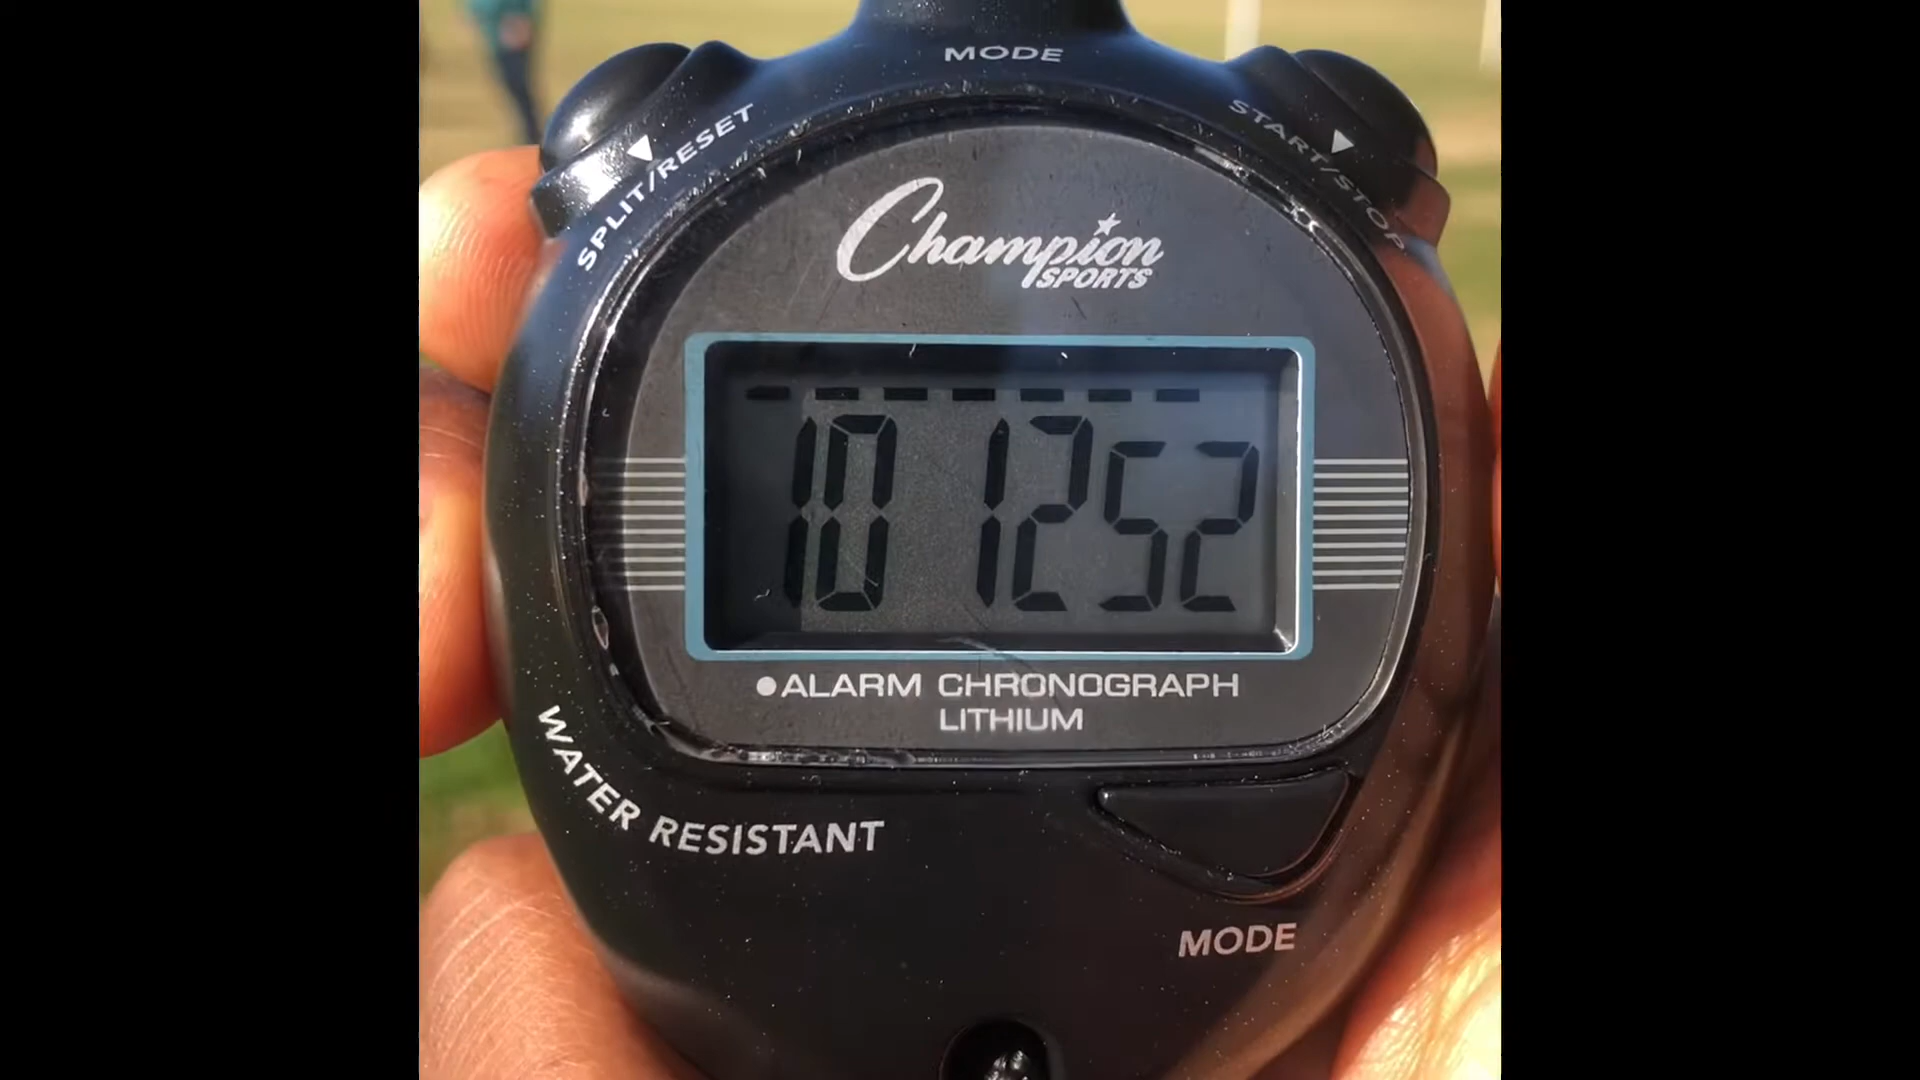 MODE
SPLIT/RESET
START/STOP
Champion
SPORTS
10 12 52
ALARM CHRONOGRAPH
LITHIUM
WATER RESISTANT
MODE